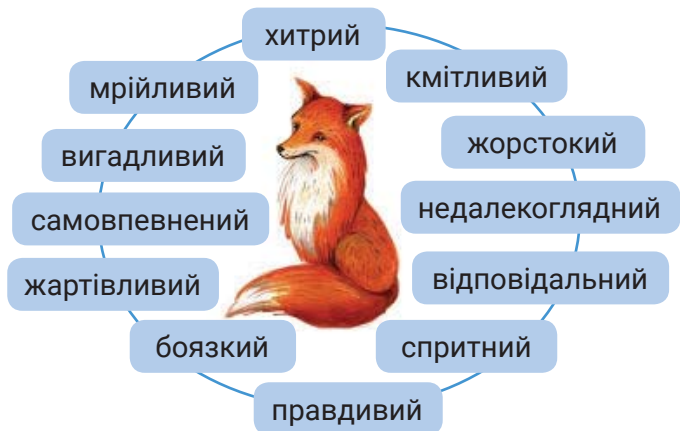 хитрий
кмітливий
мрійливий
жорстокий
вигадливий
недалекоглядний
самовпевнений
відповідальний
жартівливий
боязкий
спритний
правдивий